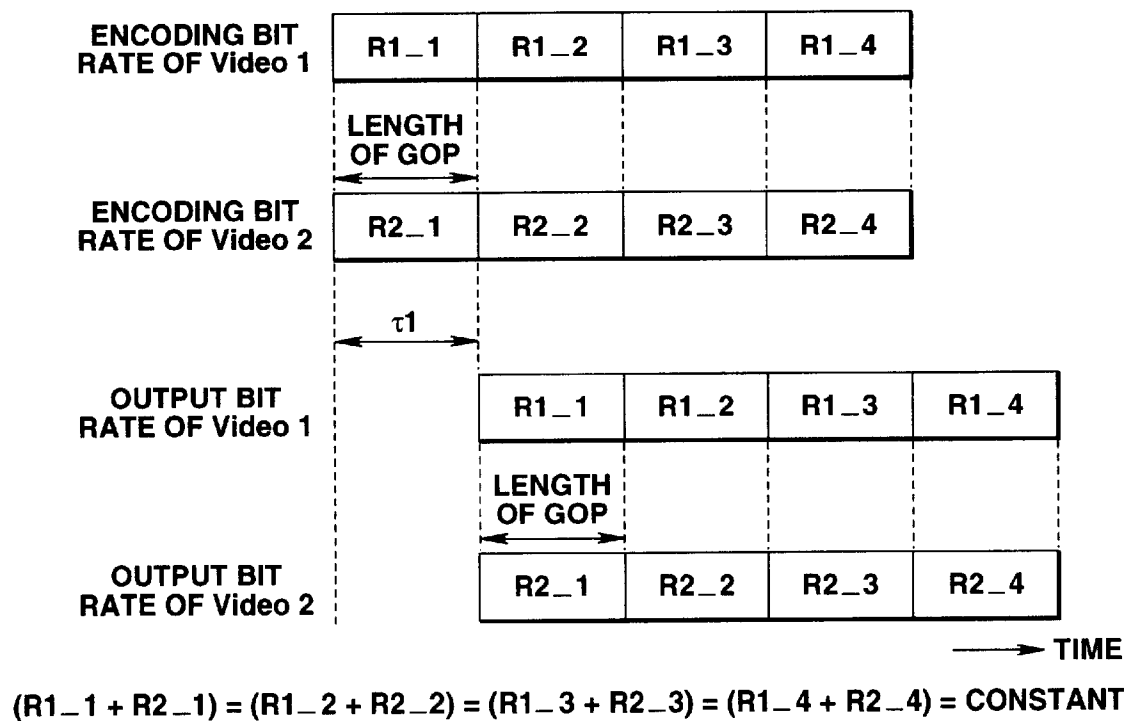 ENCODING BIT
RATE OF Video 1
R1_1 R1_2 R1_3 R1_4
LENGTH
OF GOP
ENCODING BIT
RATE OF Video 2
R2_1 R2_2 R2_3 R2_4
τ1
OUTPUT BIT
RATE OF Video 1
R1_1 R1_2 R1_3 R1_4
LENGTH
OF GOP
OUTPUT BIT
RATE OF Video 2
R2_1 R2_2 R2_3 R2_4
TIME
(R1_1 + R2_1) = (R1_2 + R2_2) = (R1_3 + R2_3) = (R1_4 + R2_4) = CONSTANT